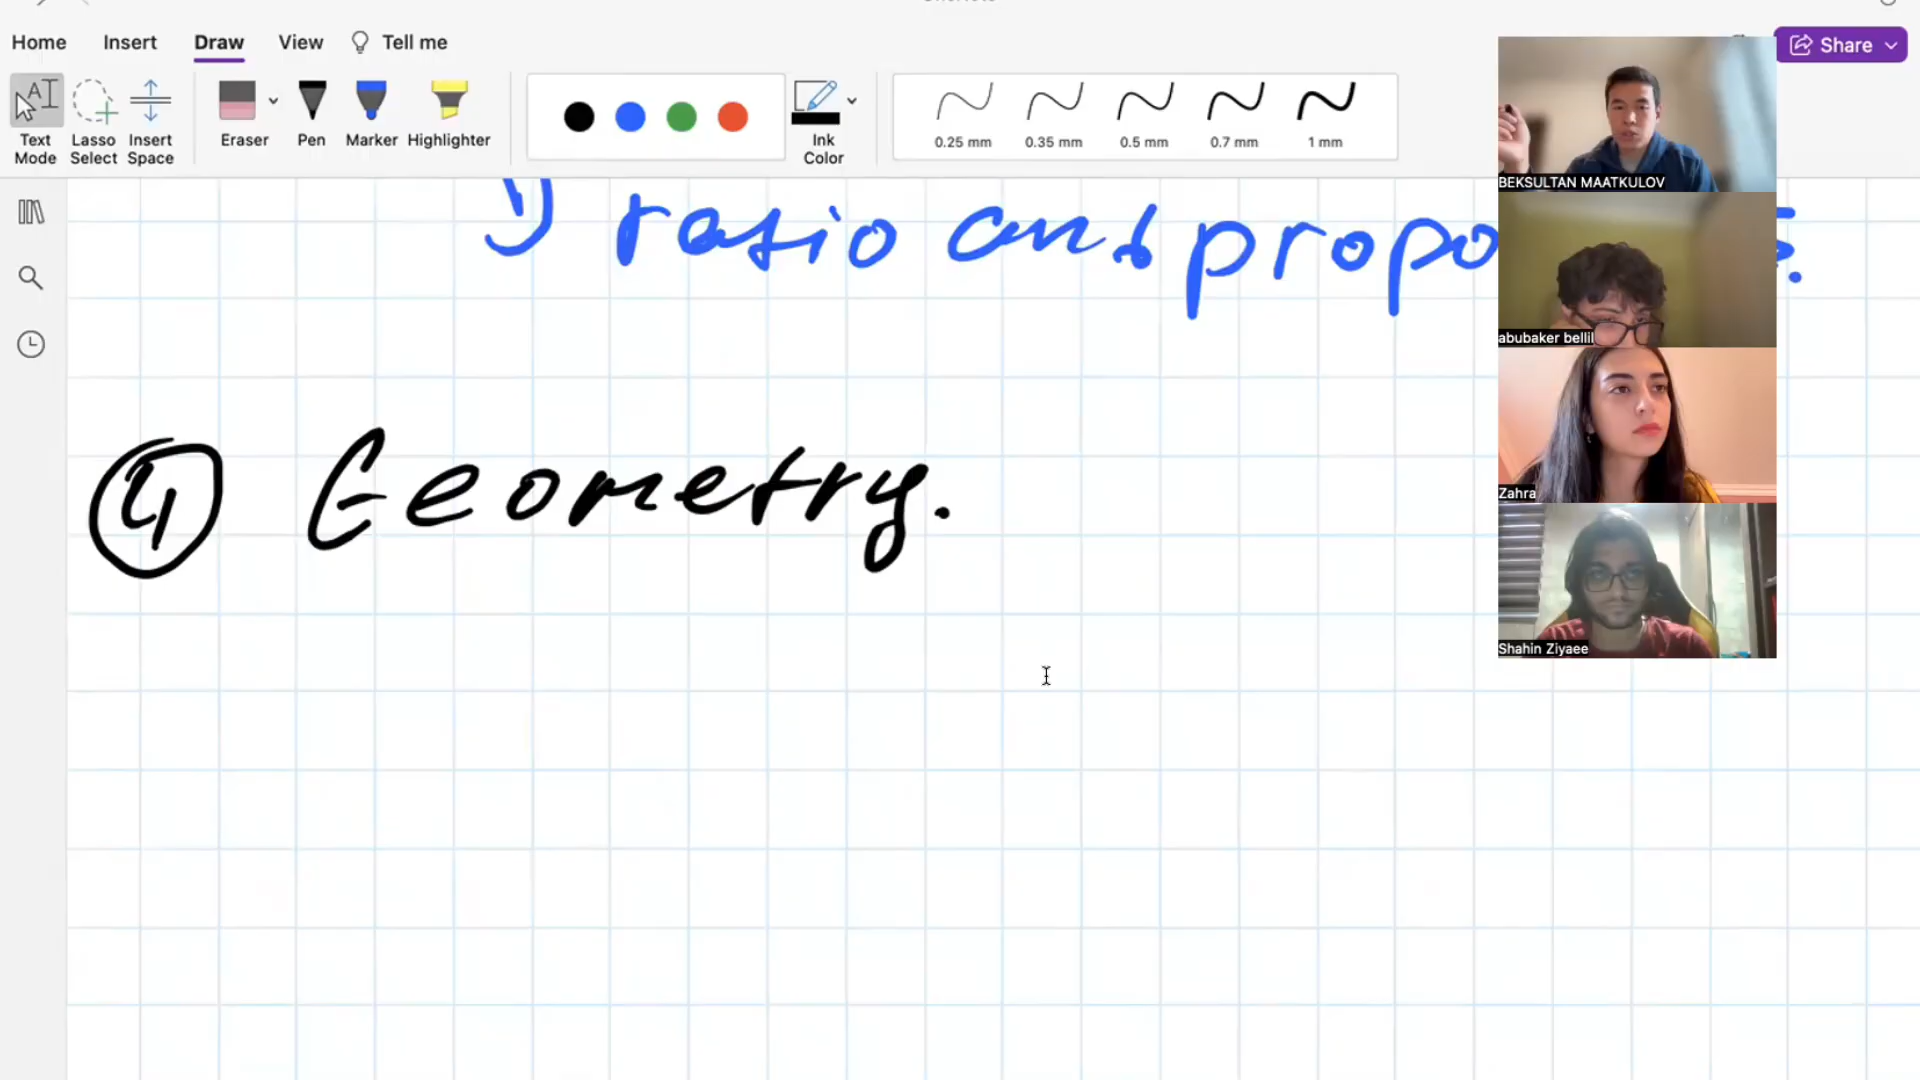 Home Insert Draw View Tell me Share
Text Mode
Lasso Select
Insert Space
Eraser
Pen
Marker
Highlighter
Ink Color
0.25 mm
0.35 mm
0.5 mm
0.7 mm
1 mm
BEKSULTAN MAATKULOV
abubaker bellil
Zahra
Shahin Ziyaee
1) ratio and propo
④ Geometry.